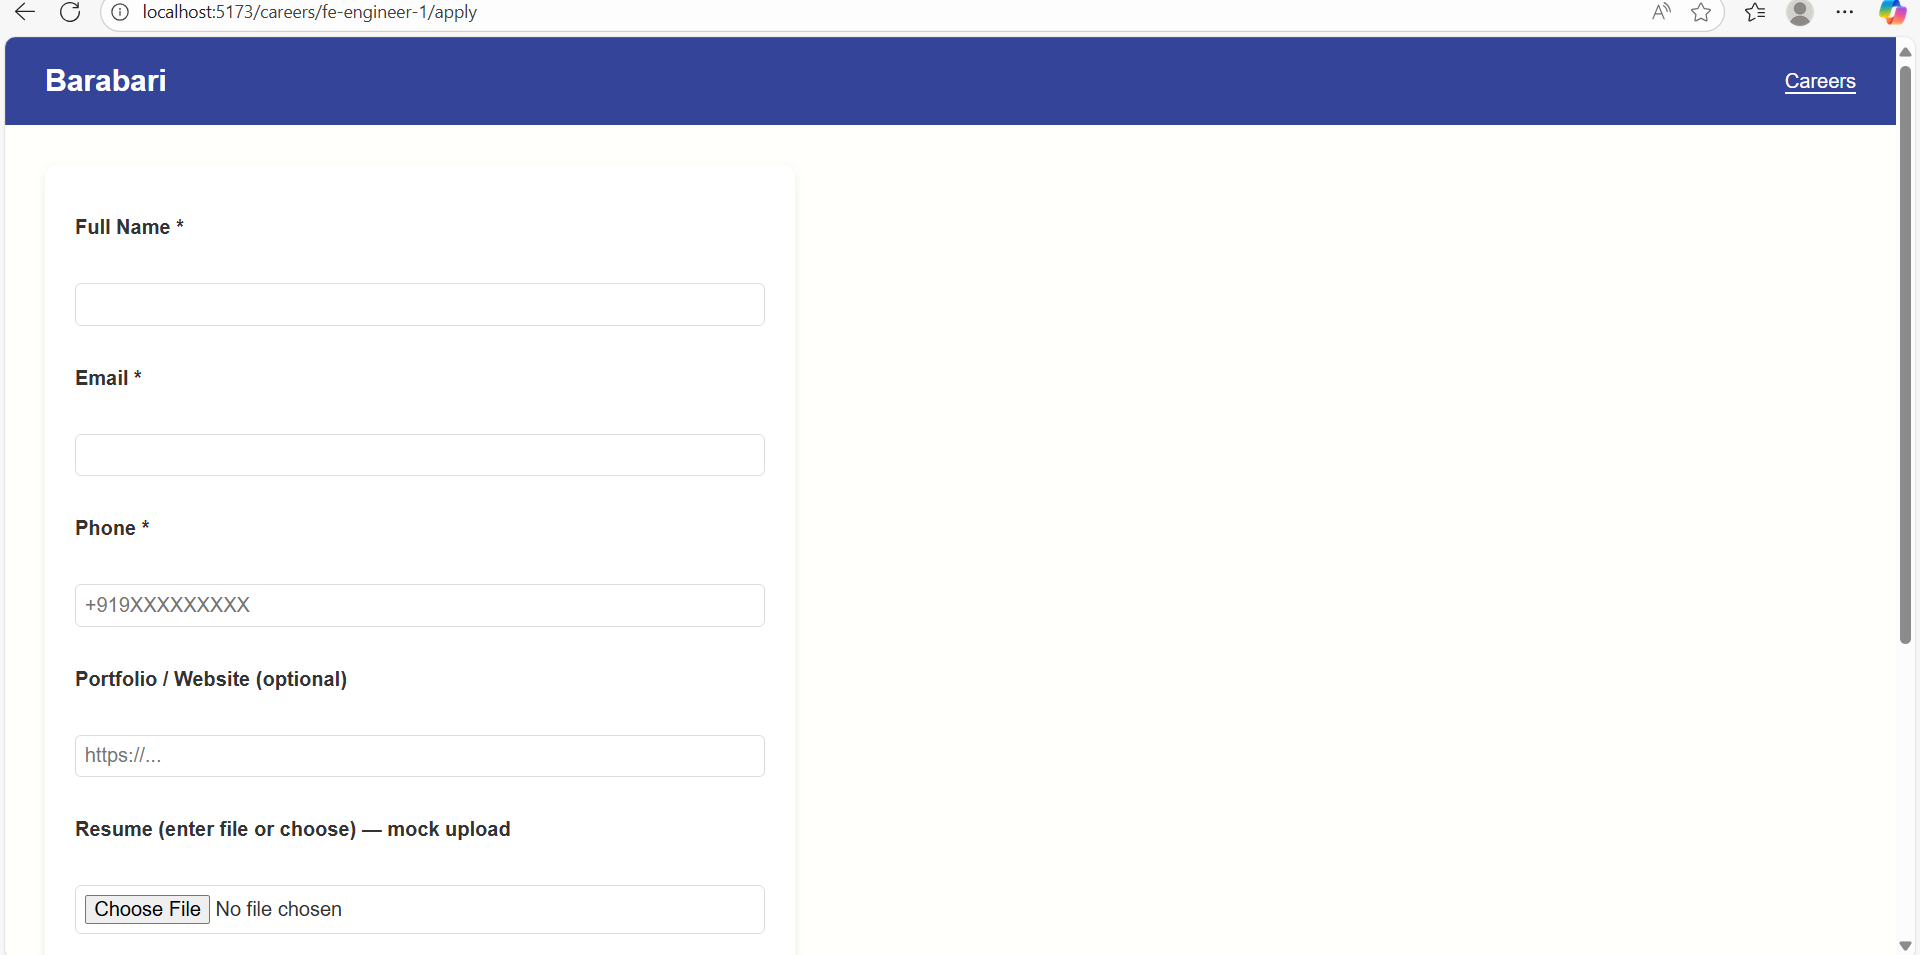 localhost:5173/careers/fe-engineer-1/apply
Barabari
Careers
Full Name *
Email *
Phone *
+919XXXXXXXXX
Portfolio / Website (optional)
https://...
Resume (enter file or choose) — mock upload
Choose File No file chosen